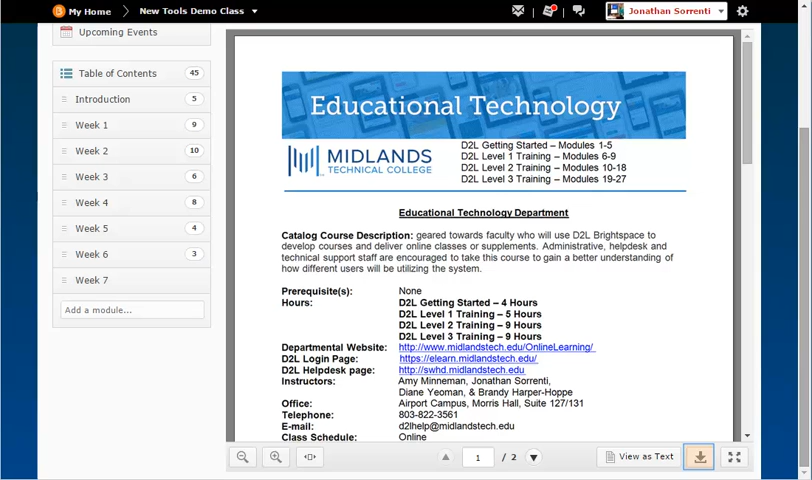 My Home
New Tools Demo Class
Jonathan Sorrenti
Upcoming Events
Table of Contents 45
Introduction 5
Week 1 9
Week 2 10
Week 3 6
Week 4 8
Week 5 4
Week 6 3
Week 7
Add a module...
Educational Technology
MIDLANDS
TECHNICAL COLLEGE
D2L Getting Started – Modules 1-5
D2L Level 1 Training – Modules 6-9
D2L Level 2 Training – Modules 10-18
D2L Level 3 Training – Modules 19-27
Educational Technology Department
Catalog Course Description: geared towards faculty who will use D2L Brightspace to
develop courses and deliver online classes or supplements. Administrative, helpdesk and
technical support staff are encouraged to take this course to gain a better understanding of
how different users will be utilizing the system.
Prerequisite(s): None
Hours: D2L Getting Started – 4 Hours
D2L Level 1 Training – 5 Hours
D2L Level 2 Training – 9 Hours
D2L Level 3 Training – 9 Hours
Departmental Website: http://www.midlandstech.edu/OnlineLearning/
D2L Login Page: https://elearn.midlandstech.edu/
D2L Helpdesk page: http://swhd.midlandstech.edu
Instructors: Amy Minneman, Jonathan Sorrenti,
Diane Yeoman, & Brandy Harper-Hoppe
Office: Airport Campus, Morris Hall, Suite 127/131
Telephone: 803-822-3561
E-mail: d2lhelp@midlandstech.edu
Class Schedule: Online
1 / 2
View as Text